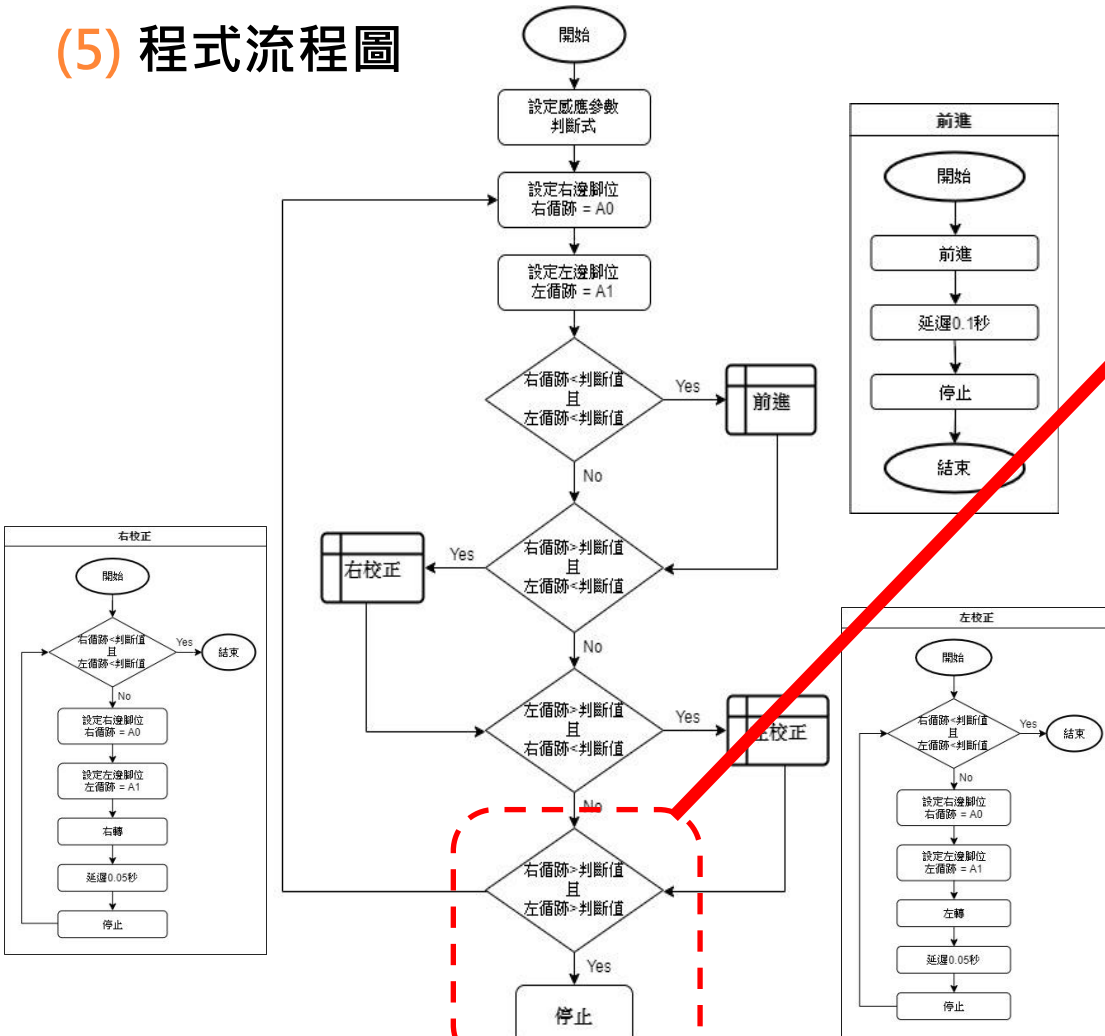 (5) 程式流程圖
開始
設定感應參數
判斷式
設定右邊腳位
右循跡 = A0
設定左邊腳位
左循跡 = A1
右循跡<判斷值
且
左循跡<判斷值
Yes
前進
No
右循跡>判斷值
且
左循跡<判斷值
Yes
右校正
No
左循跡>判斷值
且
右循跡<判斷值
Yes
左校正
No
右循跡>判斷值
且
左循跡>判斷值
Yes
停止
前進
開始
前進
延遲0.1秒
停止
結束
右校正
開始
右循跡<判斷值
且
左循跡<判斷值
Yes
結束
No
設定右邊腳位
右循跡 = A0
設定左邊腳位
左循跡 = A1
右轉
延遲0.05秒
停止
左校正
開始
右循跡<判斷值
且
左循跡<判斷值
Yes
結束
No
設定右邊腳位
右循跡 = A0
設定左邊腳位
左循跡 = A1
左轉
延遲0.05秒
停止